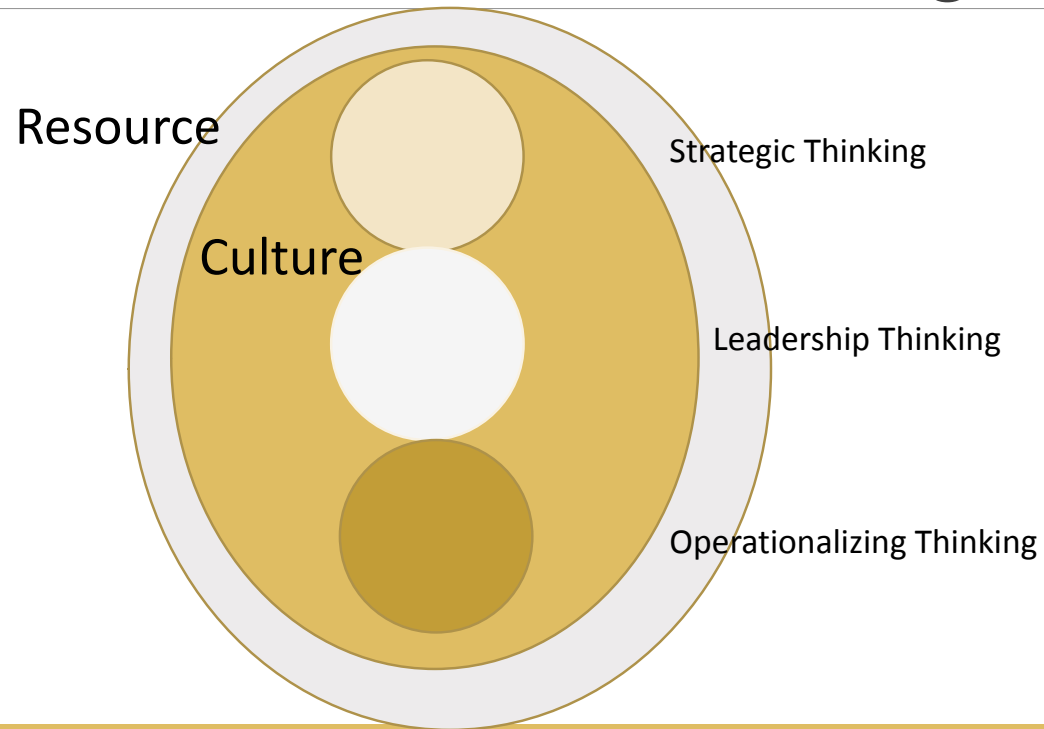 Resource
Strategic Thinking
Culture
Leadership Thinking
Operationalizing Thinking